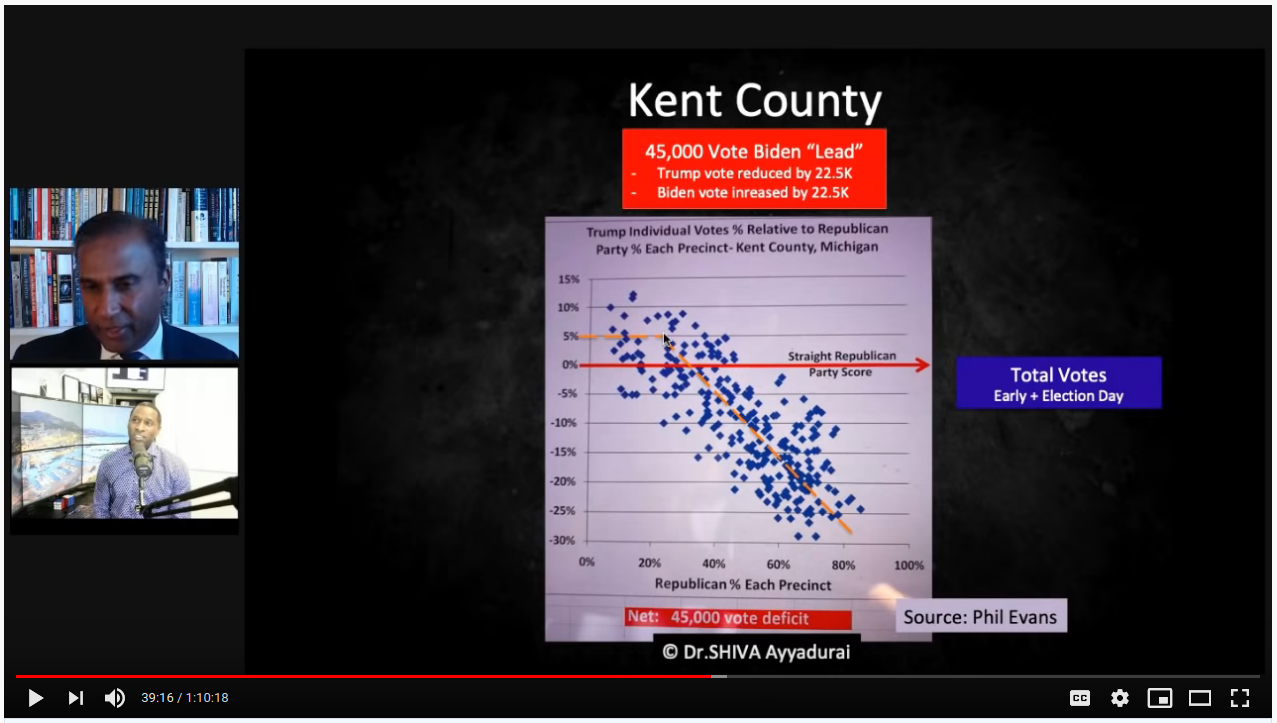 Kent County
45,000 Vote Biden “Lead”
- Trump vote reduced by 22.5K
- Biden vote inreased by 22.5K
Trump Individual Votes % Relative to Republican
Party % Each Precinct- Kent County, Michigan
15%
10%
5%
0%
-5%
-10%
-15%
-20%
-25%
-30%
Straight Republican
Party Score
0% 20% 40% 60% 80% 100%
Republican % Each Precinct
Net: 45,000 vote deficit
Total Votes
Early + Election Day
Source: Phil Evans
© Dr.SHIVA Ayyadurai
39:16 / 1:10:18
CC